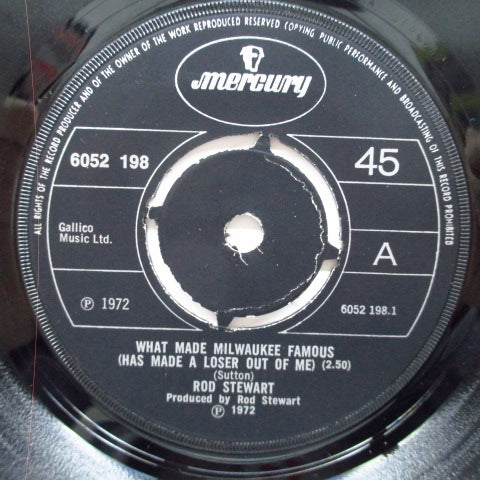 ALL RIGHTS OF THE RECORD PRODUCER AND OF THE OWNER OF THE WORK REPRODUCED RESERVED COPYING PUBLIC PERFORMANCE AND BROADCASTING OF THIS RECORD PROHIBITED
mercury
6052 198
45
Gallico
Music Ltd.
A
℗ 1972
6052 198.1
WHAT MADE MILWAUKEE FAMOUS
(HAS MADE A LOSER OUT OF ME) (2.50)
(Sutton)
ROD STEWART
Produced by Rod Stewart
℗ 1972